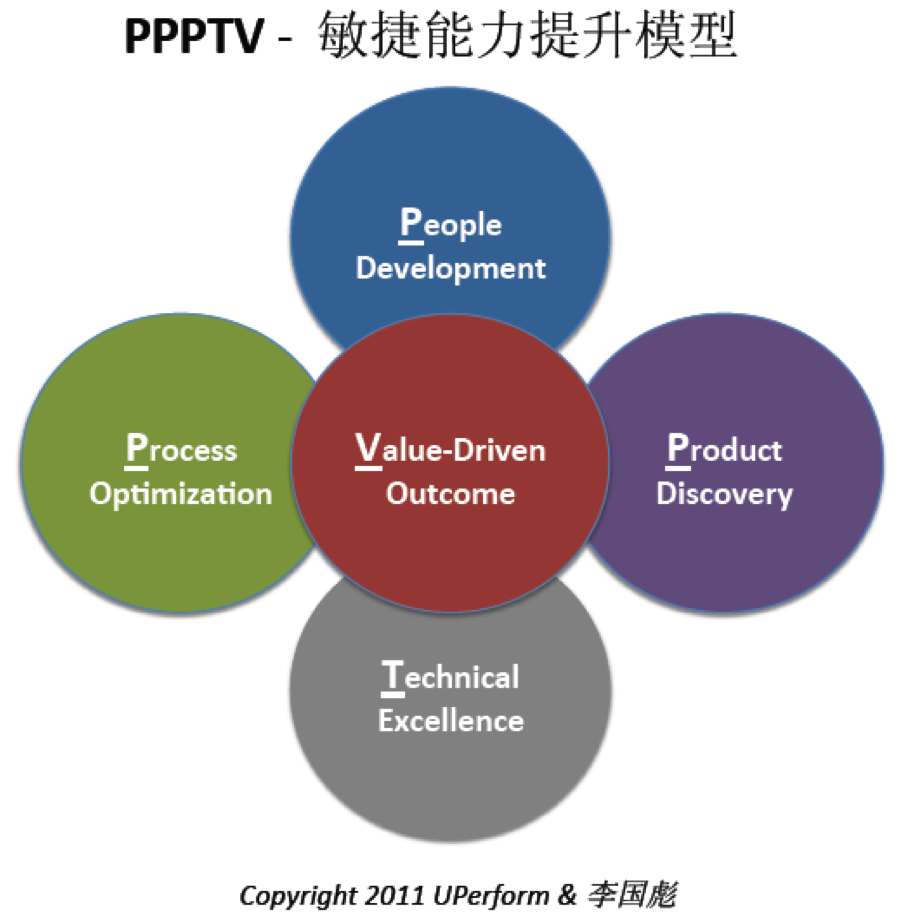 PPPTV - 敏捷能力提升模型
People
Development
Process
Optimization
Value-Driven
Outcome
Product
Discovery
Technical
Excellence
Copyright 2011 UPerform & 李国彪